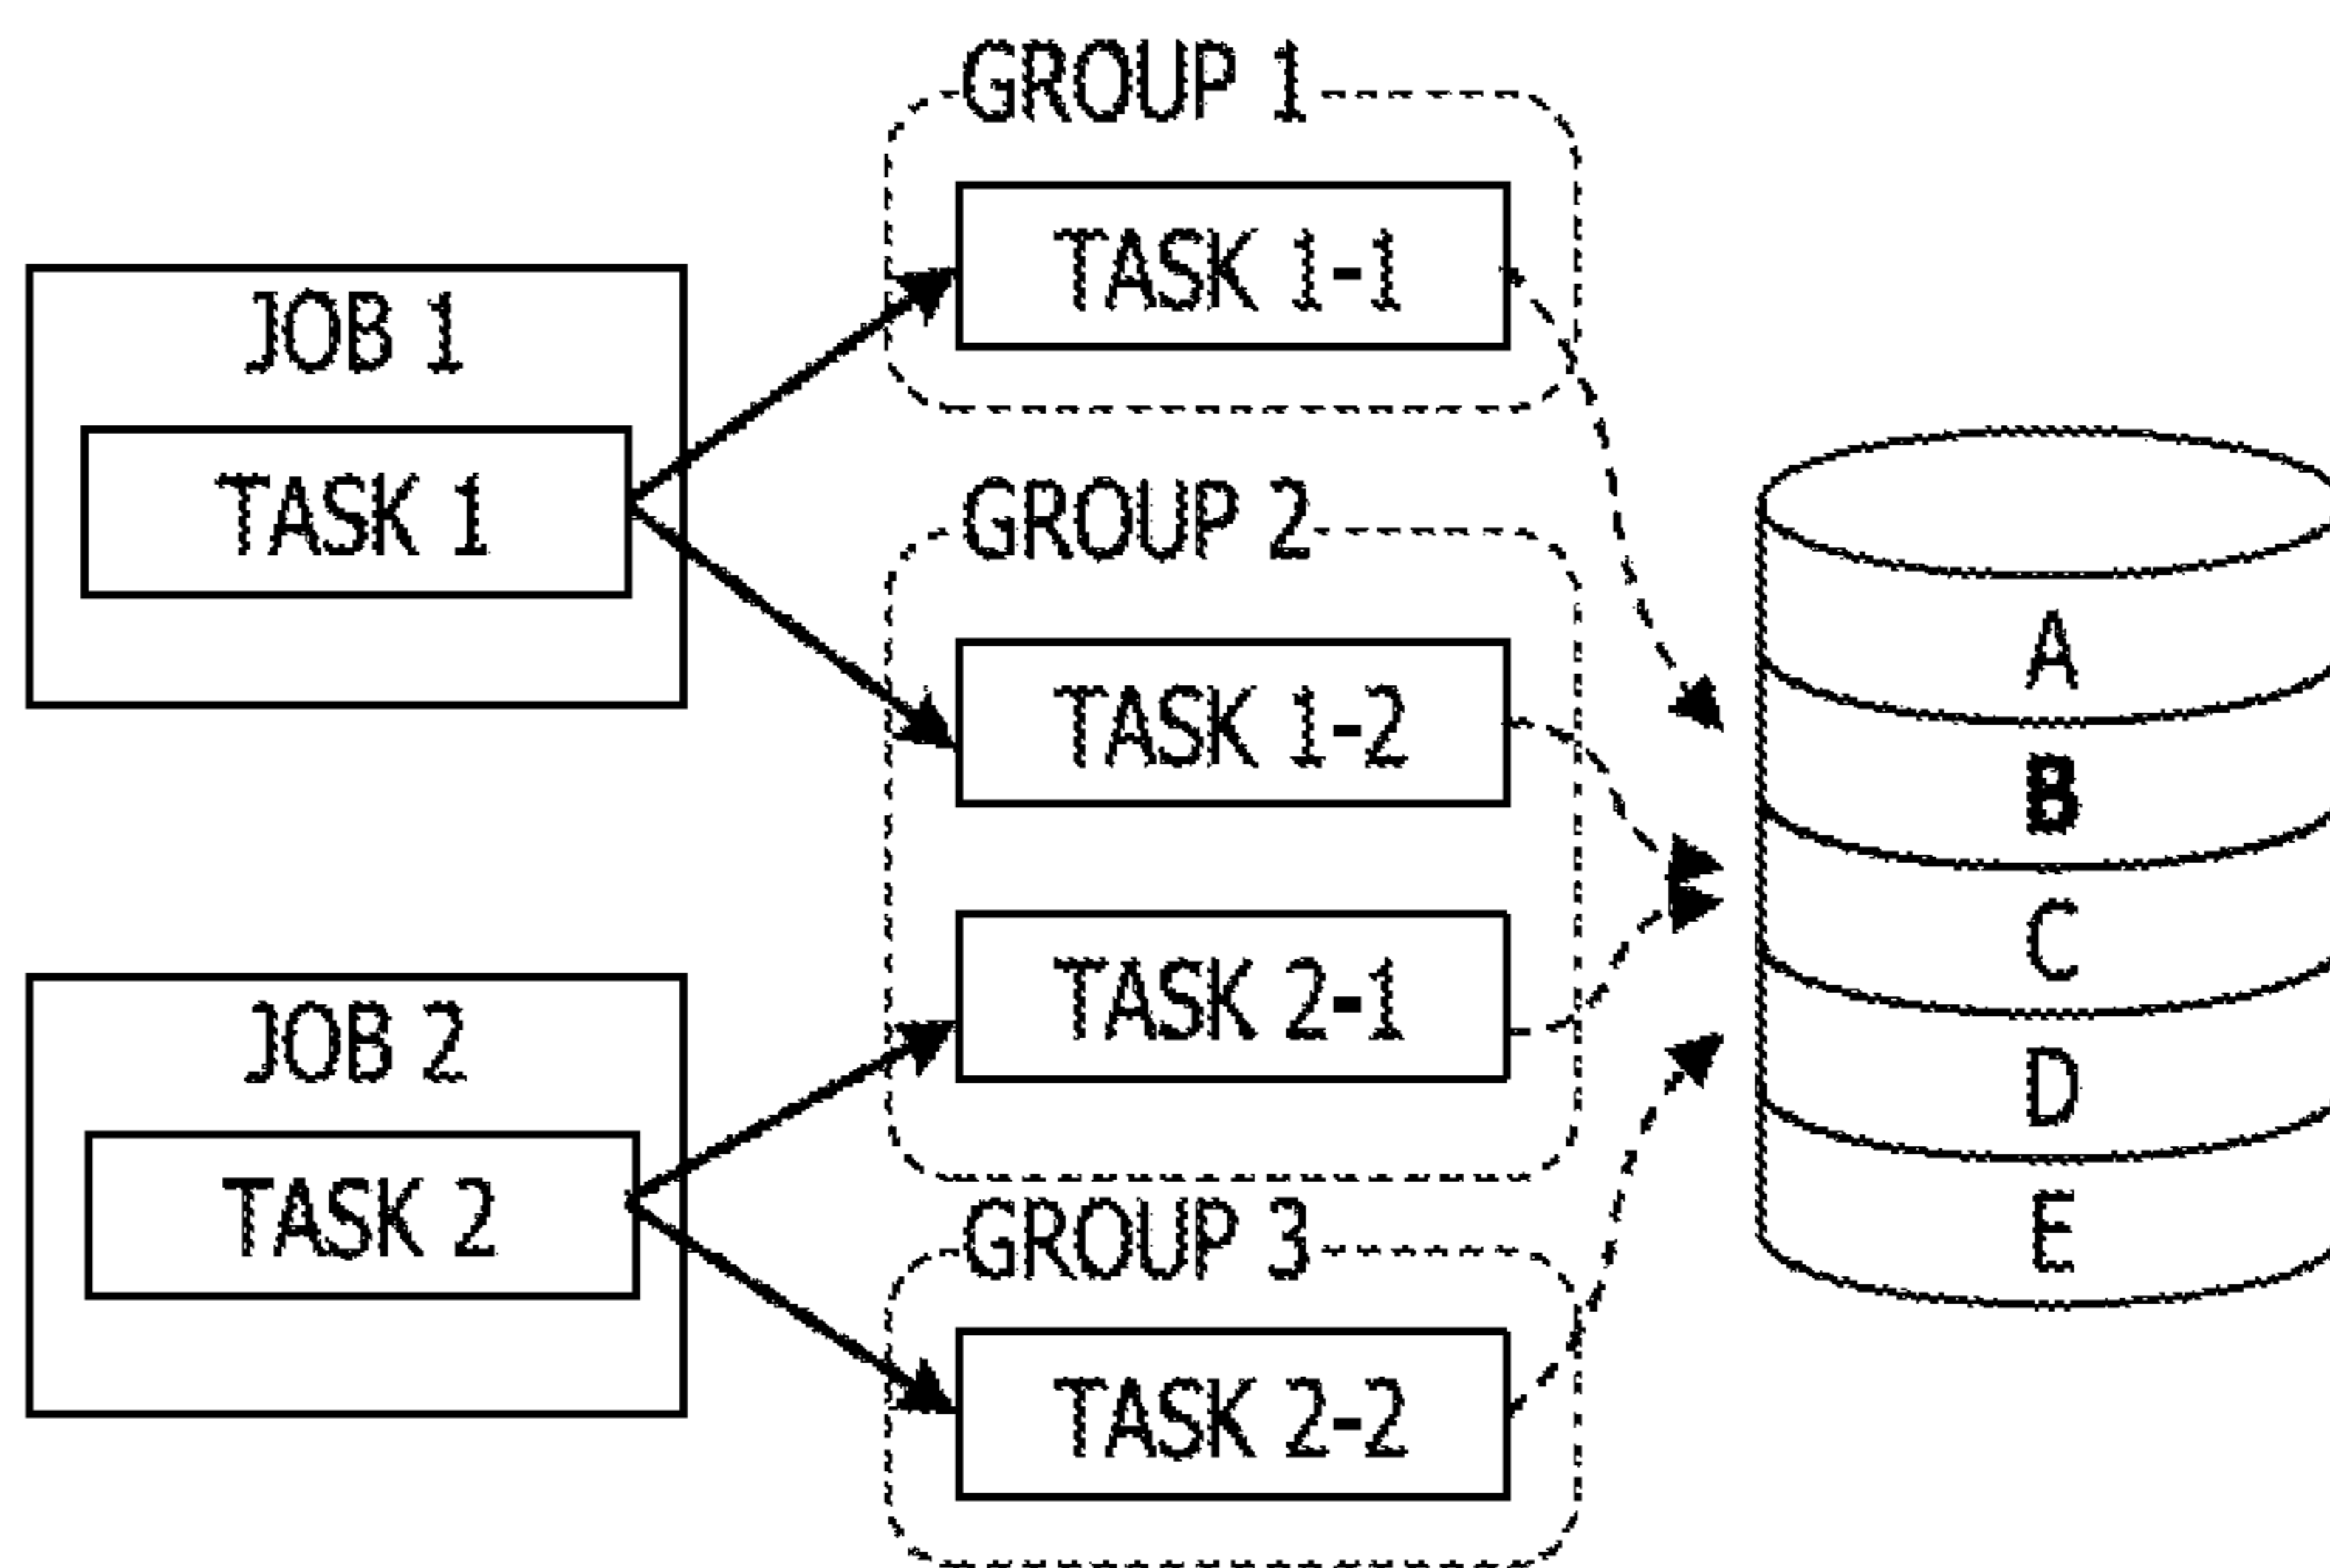 JOB 1
TASK 1
JOB 2
TASK 2
GROUP 1
TASK 1-1
GROUP 2
TASK 1-2
TASK 2-1
GROUP 3
TASK 2-2
A
B
C
D
E